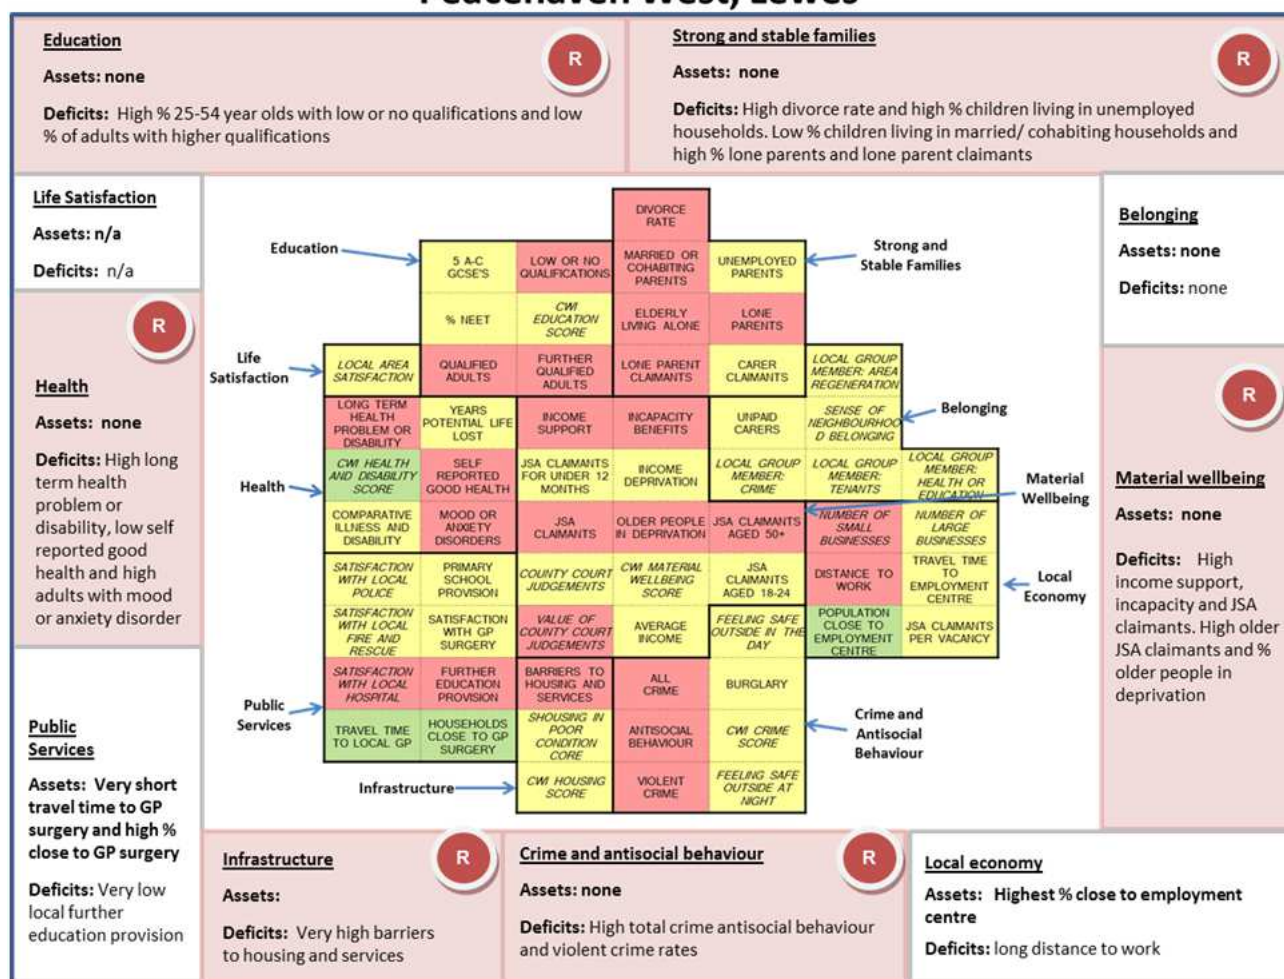 Peacehaven West, Lewes
Education
R
Assets: none
Deficits: High % 25-54 year olds with low or no qualifications and low
% of adults with higher qualifications
Strong and stable families
R
Assets: none
Deficits: High divorce rate and high % children living in unemployed
households. Low % children living in married/ cohabiting households and
high % lone parents and lone parent claimants
Life Satisfaction
Assets: n/a
Deficits: n/a
R
Health
Assets: none
Deficits: High long
term health
problem or
disability, low self
reported good
health and high
adults with mood
or anxiety disorder
Public
Services
Assets: Very short
travel time to GP
surgery and high %
close to GP surgery
Deficits: Very low
local further
education provision
Education
Life
Satisfaction
Health
Public
Services
Infrastructure
Strong and
Stable Families
Belonging
Material
Wellbeing
Local
Economy
Crime and
Antisocial
Behaviour
DIVORCE
RATE
5 A-C
GCSE'S
LOW OR NO
QUALIFICATIONS
MARRIED OR
COHABITING
PARENTS
UNEMPLOYED
PARENTS
% NEET
CWI
EDUCATION
SCORE
ELDERLY
LIVING ALONE
LONE
PARENTS
LOCAL AREA
SATISFACTION
QUALIFIED
ADULTS
FURTHER
QUALIFIED
ADULTS
LONE PARENT
CLAIMANTS
CARER
CLAIMANTS
LOCAL GROUP
MEMBER: AREA
REGENERATION
LONG TERM
HEALTH
PROBLEM OR
DISABILITY
YEARS
POTENTIAL LIFE
LOST
INCOME
SUPPORT
INCAPACITY
BENEFITS
UNPAID
CARERS
SENSE OF
NEIGHBOURHOO
D BELONGING
CWI HEALTH
AND DISABILITY
SCORE
SELF
REPORTED
GOOD HEALTH
JSA CLAIMANTS
FOR UNDER 12
MONTHS
INCOME
DEPRIVATION
LOCAL GROUP
MEMBER: CRIME
LOCAL GROUP
MEMBER:
TENANTS
LOCAL GROUP
MEMBER:
HEALTH OR
EDUCATION
COMPARATIVE
ILLNESS AND
DISABILITY
MOOD OR
ANXIETY
DISORDERS
JSA
CLAIMANTS
OLDER PEOPLE
IN DEPRIVATION
JSA CLAIMANTS
AGED 50+
NUMBER OF
SMALL
BUSINESSES
NUMBER OF
LARGE
BUSINESSES
SATISFACTION
WITH LOCAL
POLICE
PRIMARY
SCHOOL
PROVISION
COUNTY COURT
JUDGEMENTS
CWI MATERIAL
WELLBEING
SCORE
JSA
CLAIMANTS
AGED 18-24
DISTANCE TO
WORK
TRAVEL TIME
TO
EMPLOYMENT
CENTRE
SATISFACTION
WITH LOCAL
FIRE AND
RESCUE
SATISFACTION
WITH GP
SURGERY
VALUE OF
COUNTY COURT
JUDGEMENTS
AVERAGE
INCOME
FEELING SAFE
OUTSIDE IN THE
DAY
POPULATION
CLOSE TO
EMPLOYMENT
CENTRE
JSA CLAIMANTS
PER VACANCY
SATISFACTION
WITH LOCAL
HOSPITAL
FURTHER
EDUCATION
PROVISION
BARRIERS TO
HOUSING AND
SERVICES
ALL
CRIME
BURGLARY
TRAVEL TIME
TO LOCAL GP
HOUSEHOLDS
CLOSE TO GP
SURGERY
SHOUSING IN
POOR
CONDITION
CORE
ANTISOCIAL
BEHAVIOUR
CWI CRIME
SCORE
CWI HOUSING
SCORE
VIOLENT
CRIME
FEELING SAFE
OUTSIDE AT
NIGHT
Belonging
Assets: none
Deficits: none
R
Material wellbeing
Assets: none
Deficits: High
income support,
incapacity and JSA
claimants. High older
JSA claimants and %
older people in
deprivation
Infrastructure
R
Assets:
Deficits: Very high barriers
to housing and services
Crime and antisocial behaviour
R
Assets: none
Deficits: High total crime antisocial behaviour
and violent crime rates
Local economy
Assets: Highest % close to employment
centre
Deficits: long distance to work